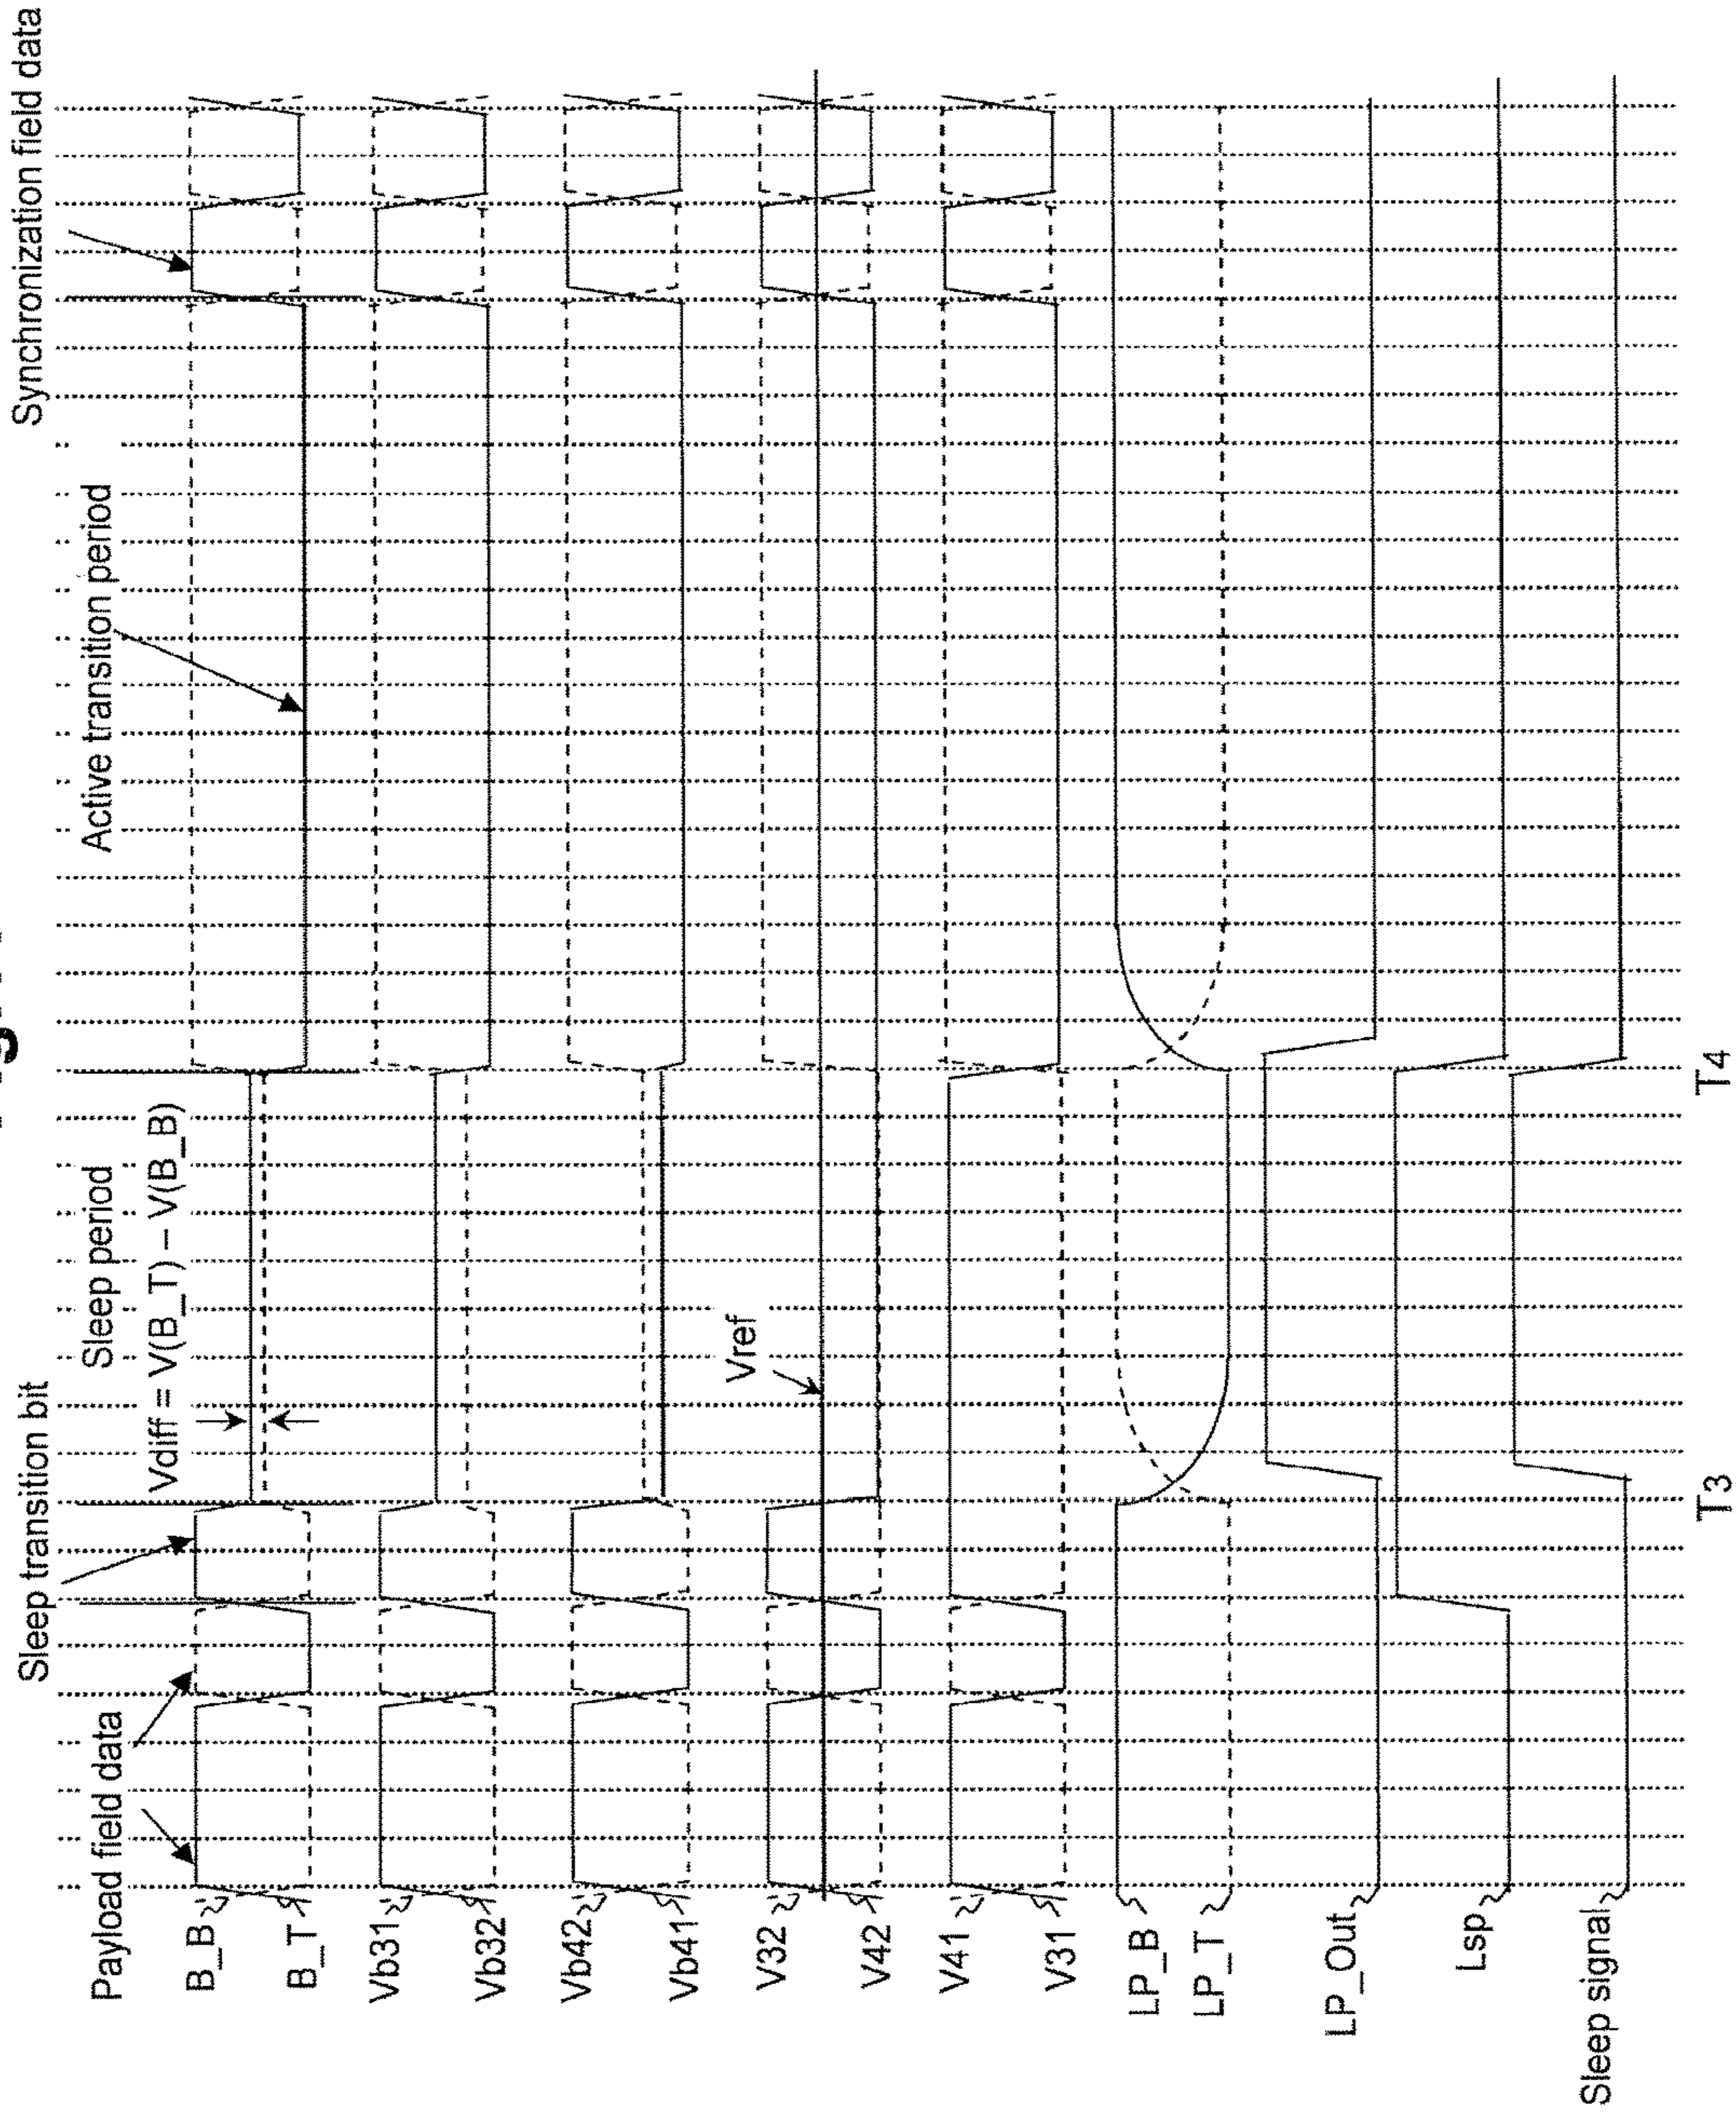 Payload field data
Sleep transition bit
Sleep period
Vdiff = V(B_T) – V(B_B)
Active transition period
Synchronization field data
B_B
B_T
Vb31
Vb32
Vb42
Vb41
Vref
V32
V42
V41
V31
LP_B
LP_T
LP_Out
Lsp
Sleep signal
T3
T4